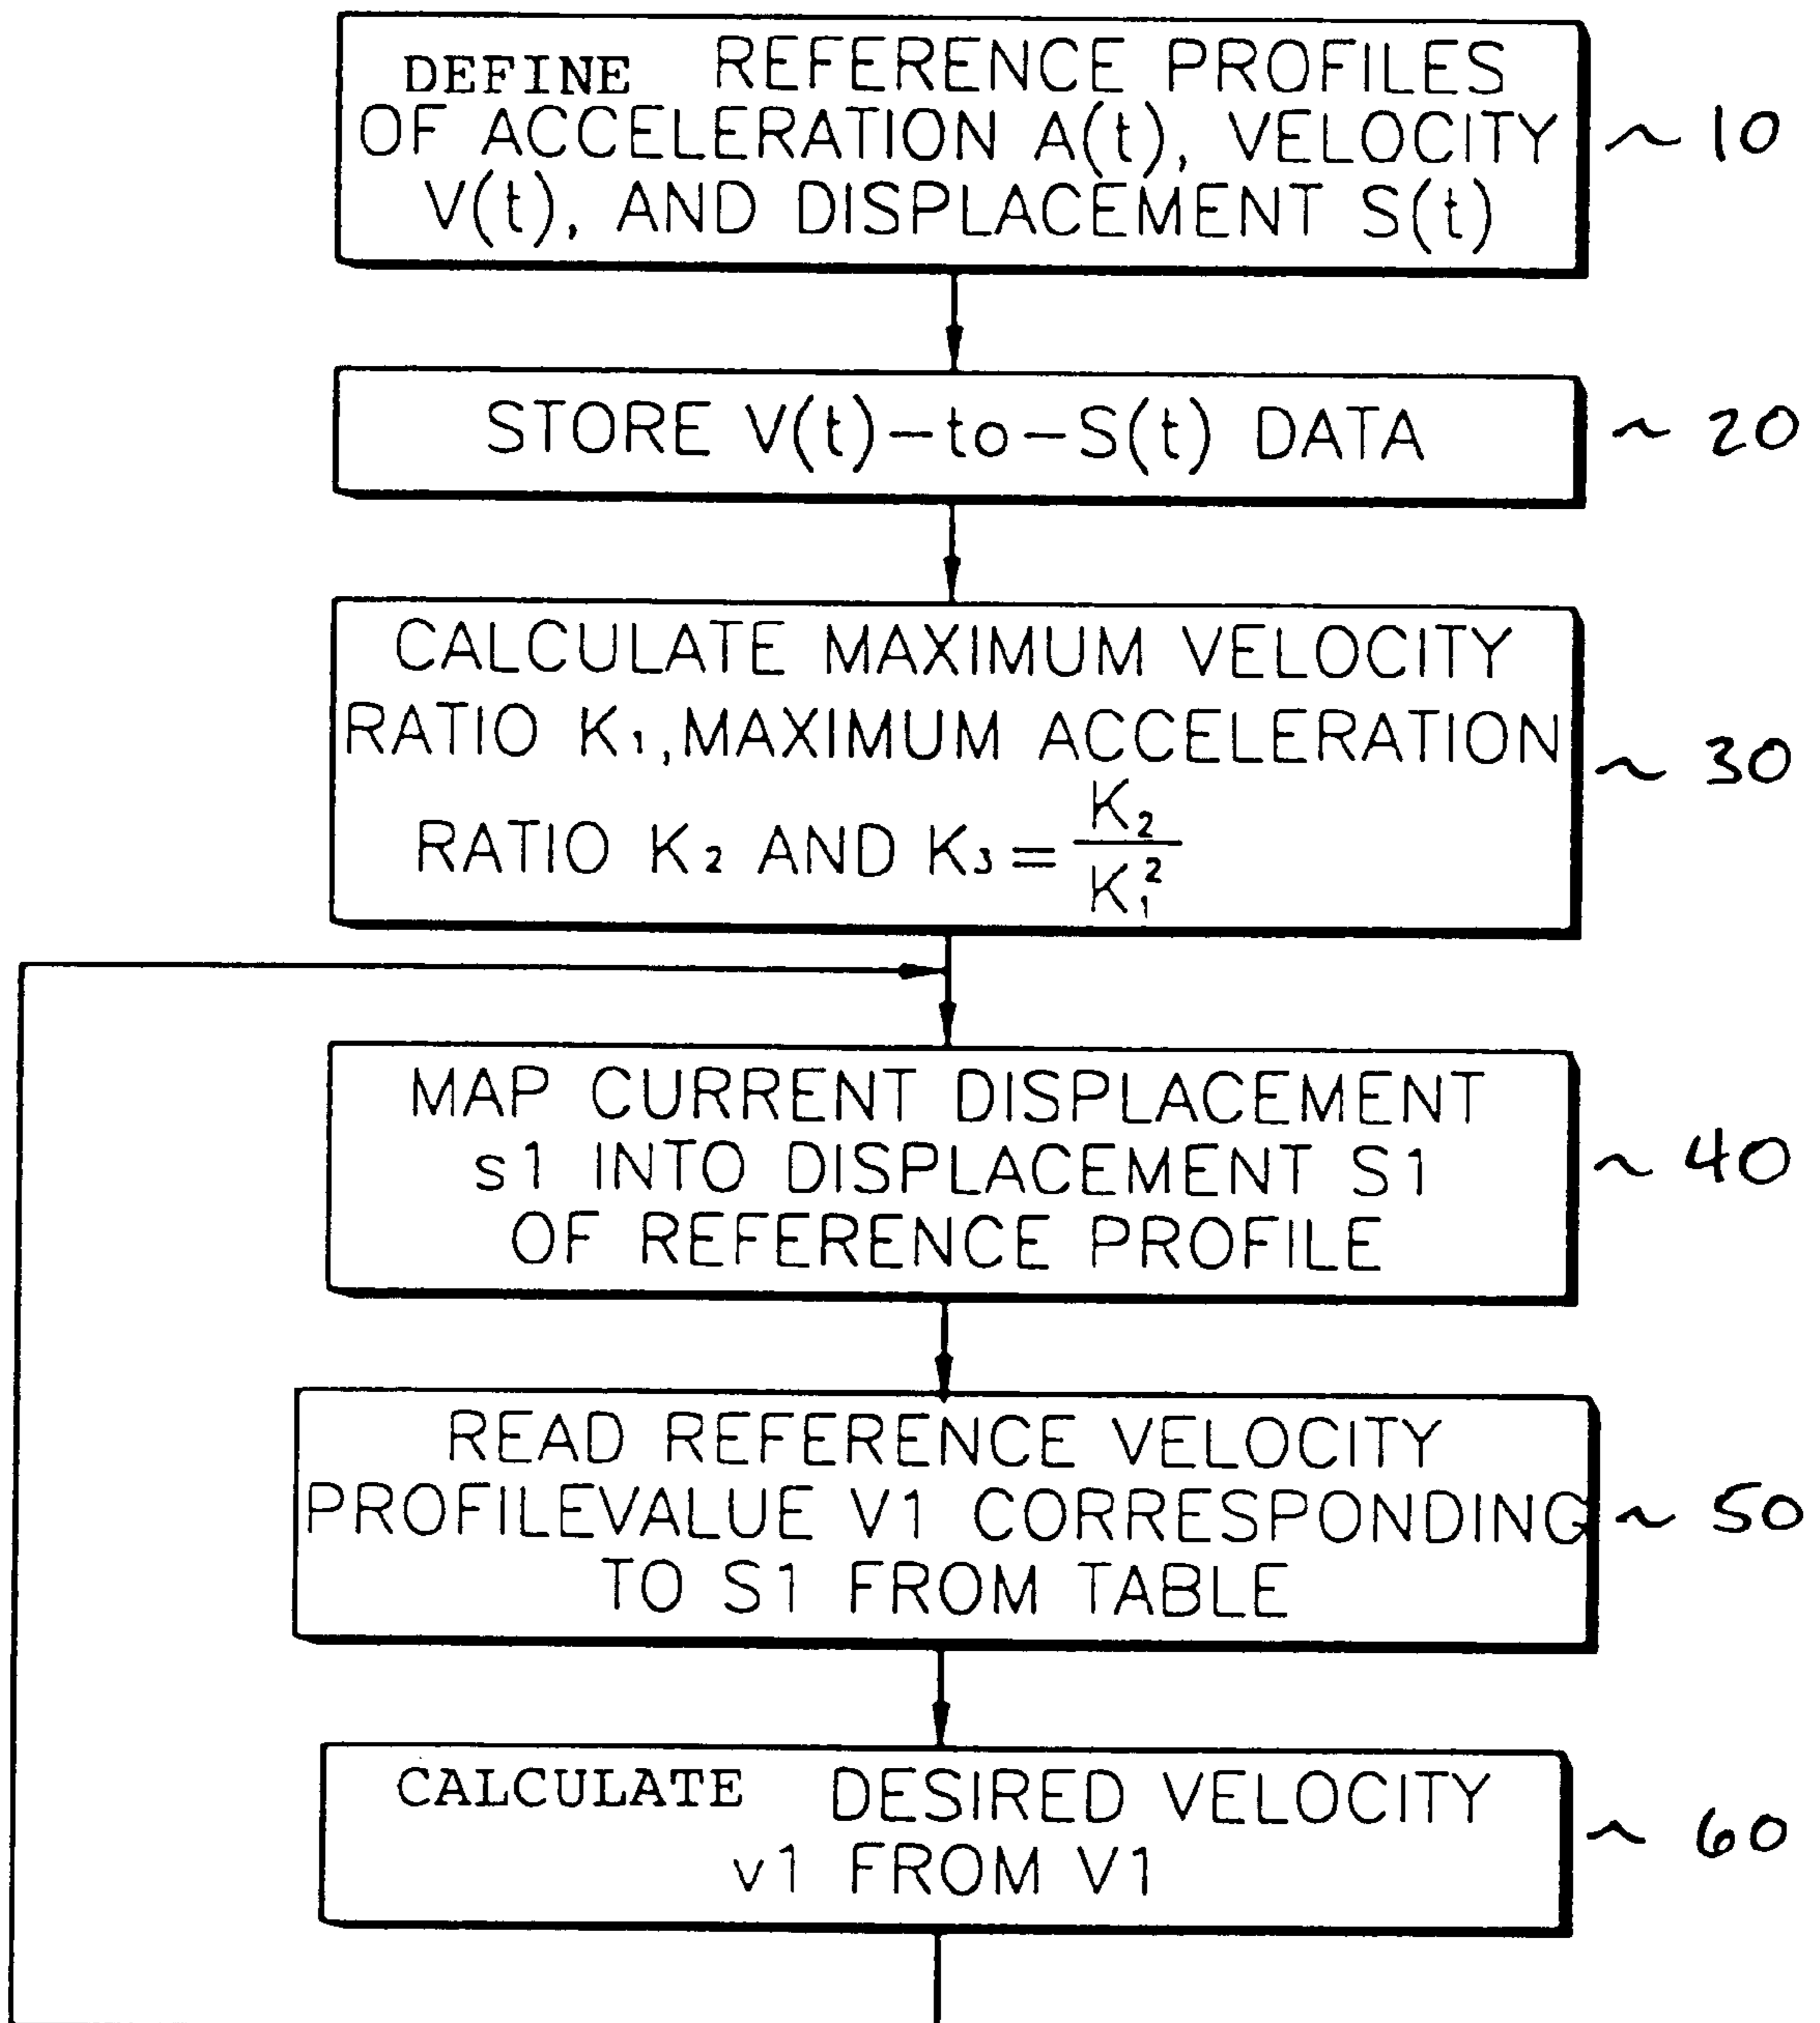 DEFINE REFERENCE PROFILES
OF ACCELERATION A(t), VELOCITY
V(t), AND DISPLACEMENT S(t)
~ 10
STORE V(t)-to-S(t) DATA
~ 20
CALCULATE MAXIMUM VELOCITY
RATIO K₁, MAXIMUM ACCELERATION
RATIO K₂ AND K₃ = K₂ / K₁²
~ 30
MAP CURRENT DISPLACEMENT
s1 INTO DISPLACEMENT S1
OF REFERENCE PROFILE
~ 40
READ REFERENCE VELOCITY
PROFILEVALUE V1 CORRESPONDING
TO S1 FROM TABLE
~ 50
CALCULATE DESIRED VELOCITY
v1 FROM V1
~ 60